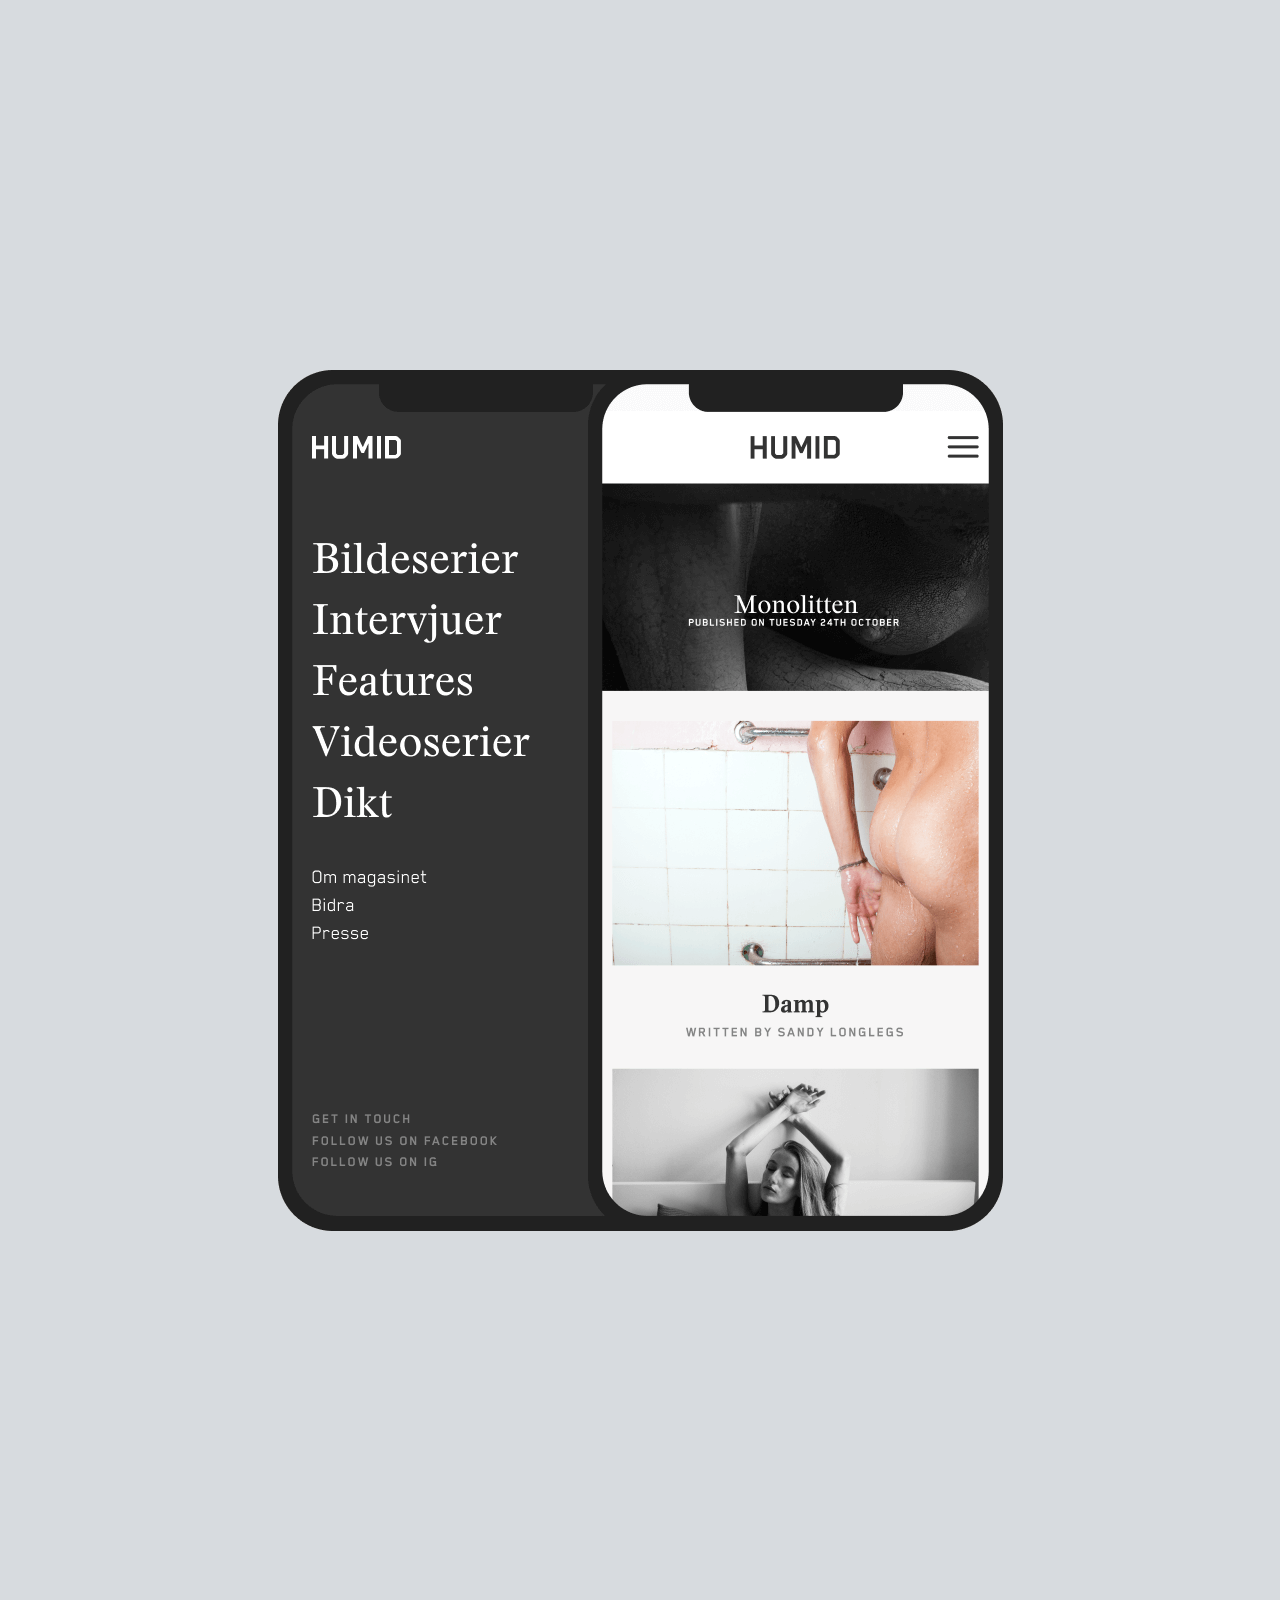 HUMID
Bildeserier
Intervjuer
Features
Videoserier
Dikt
Om magasinet
Bidra
Presse
GET IN TOUCH
FOLLOW US ON FACEBOOK
FOLLOW US ON IG
HUMID
Monolitten
PUBLISHED ON TUESDAY 24TH OCTOBER
Damp
WRITTEN BY SANDY LONGLEGS